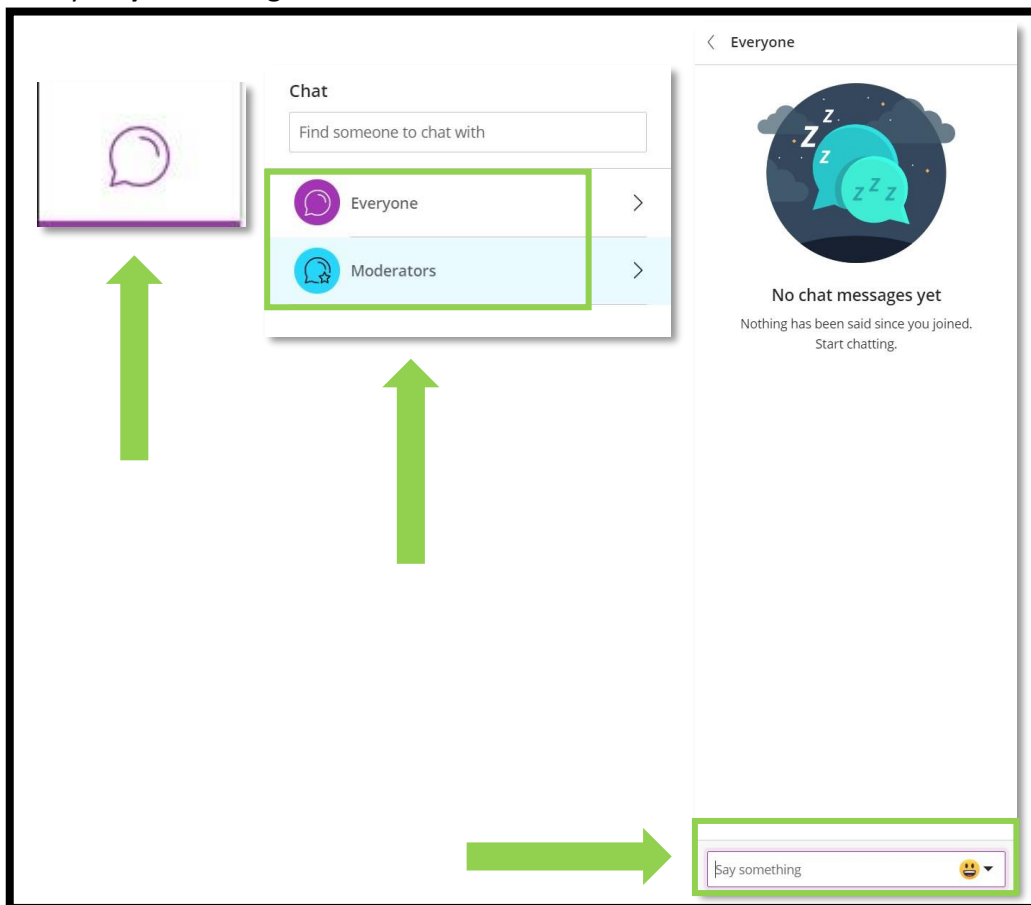 Chat
Find someone to chat with
Everyone
Moderators
Everyone
Z
Z
Z
Z Z Z
No chat messages yet
Nothing has been said since you joined.
Start chatting.
Say something